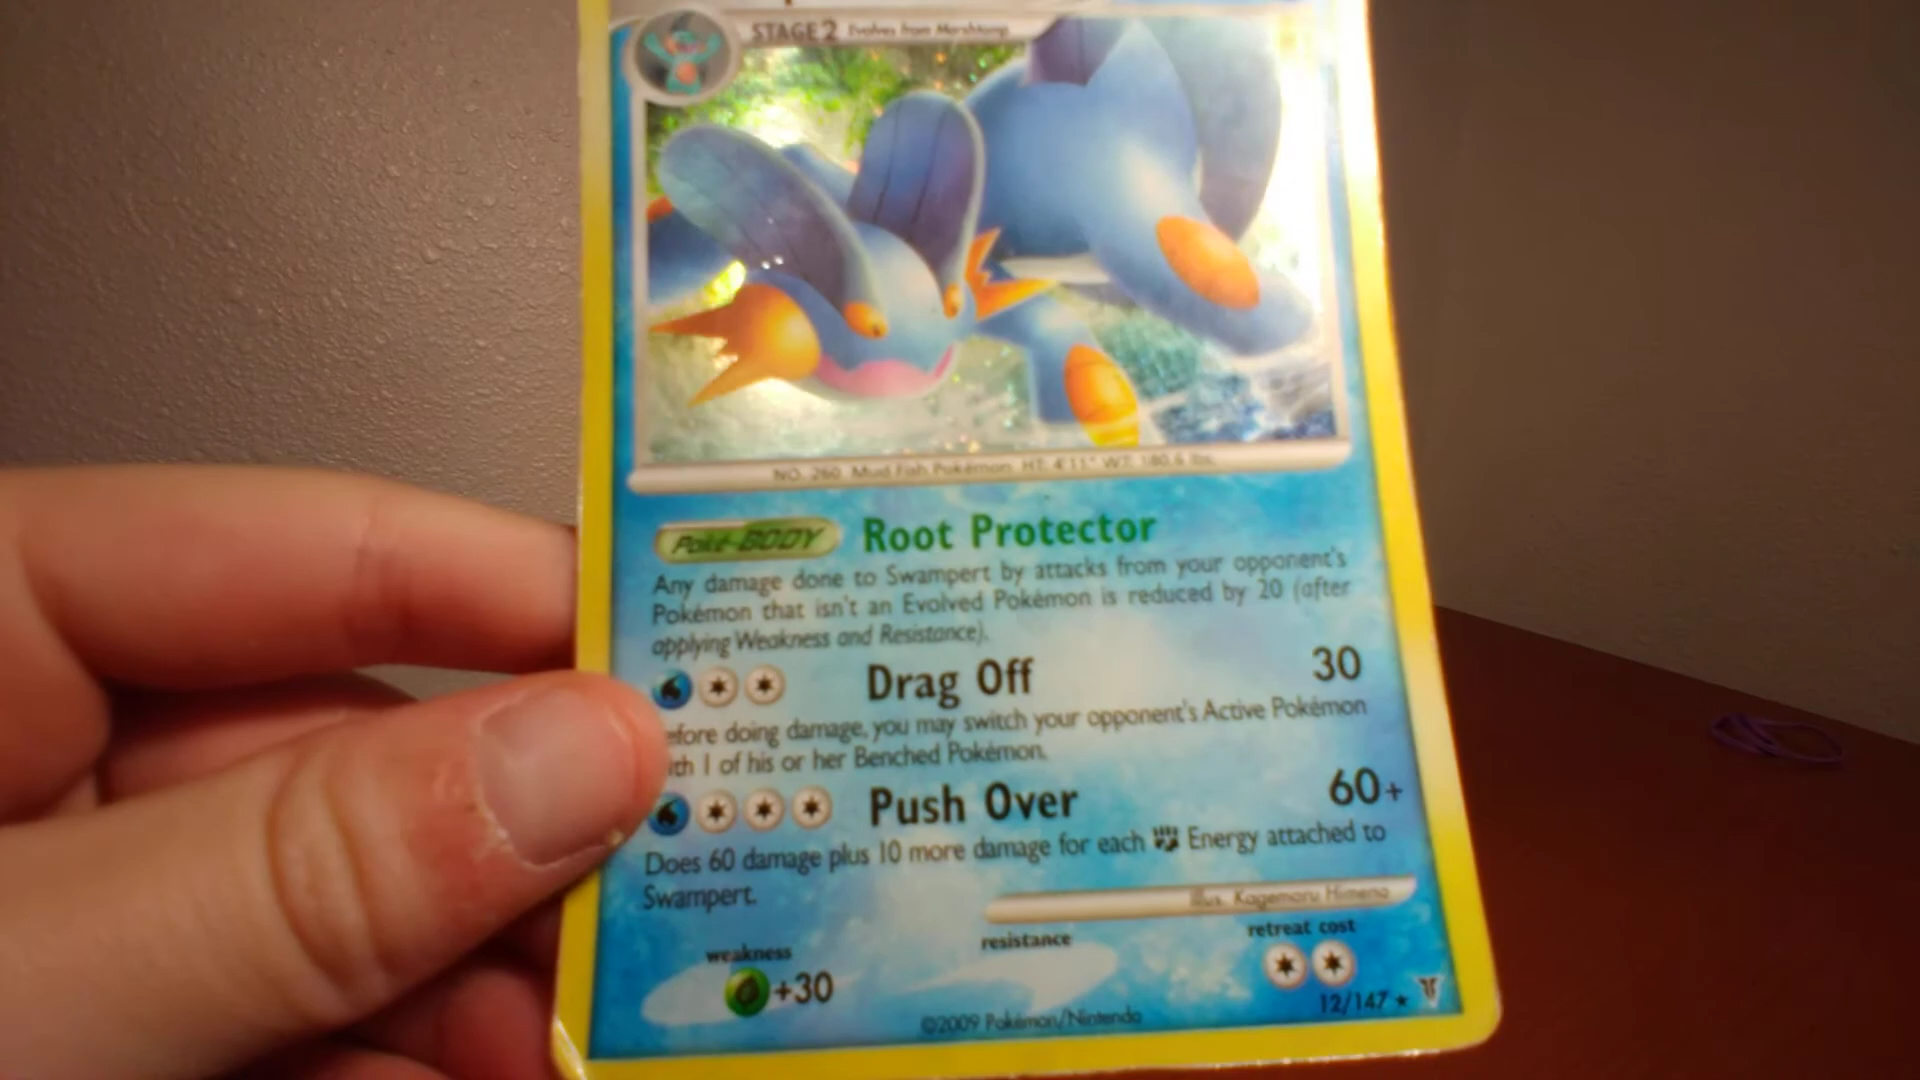 STAGE 2 Evolves from Marshtomp
NO. 260 Mud Fish Pokémon HT: 4'11" WT: 180.6 lbs.
Poké-BODY Root Protector
Any damage done to Swampert by attacks from your opponent's
Pokémon that isn't an Evolved Pokémon is reduced by 20 (after
applying Weakness and Resistance).
Drag Off 30
efore doing damage, you may switch your opponent's Active Pokémon
ith 1 of his or her Benched Pokémon.
Push Over 60+
Does 60 damage plus 10 more damage for each Energy attached to
Swampert.
Illus. Kagemaru Himeno
weakness resistance retreat cost
+30
12/147
©2009 Pokémon/Nintendo